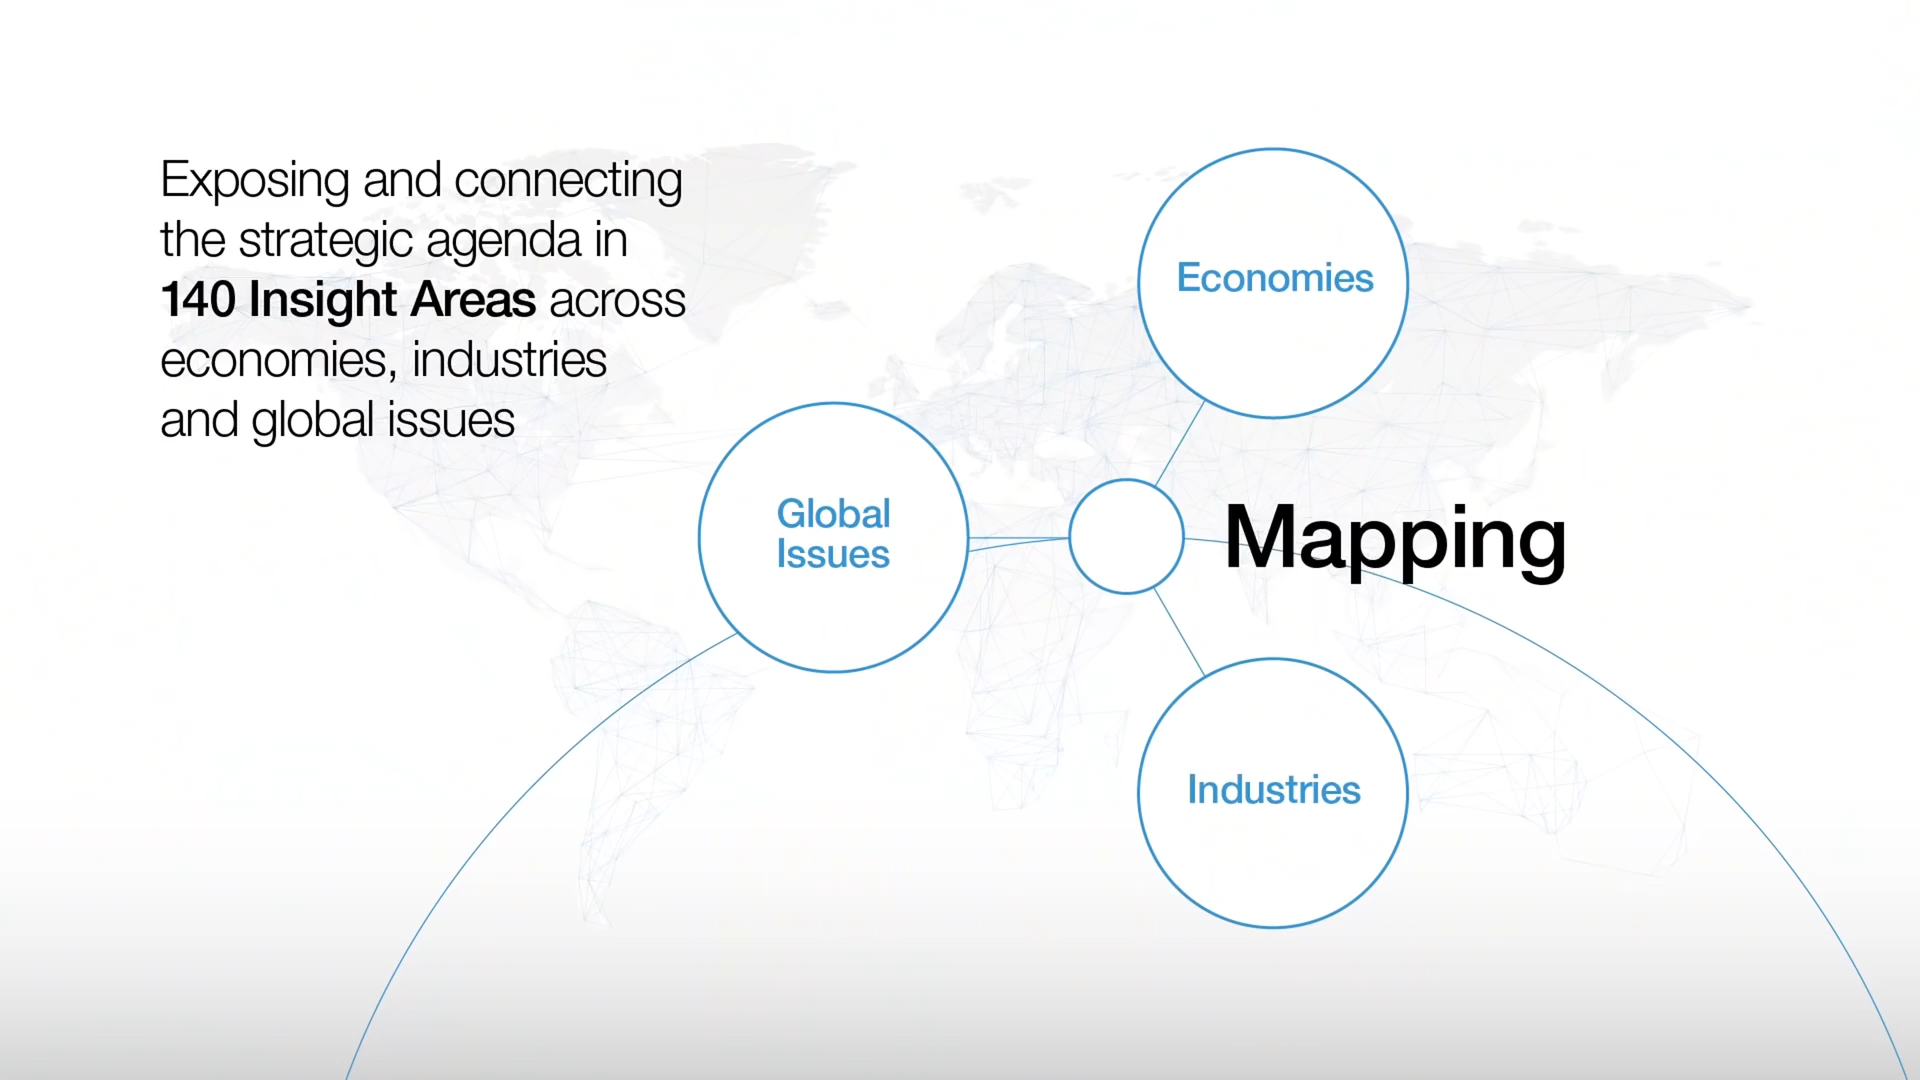 Exposing and connecting
the strategic agenda in
140 Insight Areas across
economies, industries
and global issues
Economies
Global
Issues
Mapping
Industries